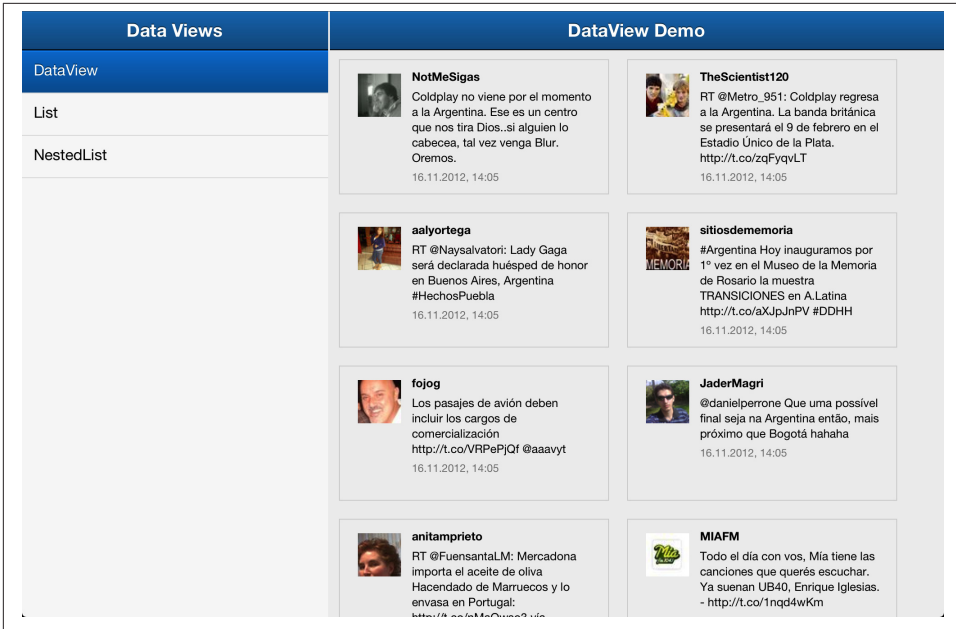 Data Views
DataView
List
NestedList
DataView Demo
NotMeSigas
Coldplay no viene por el momento
a la Argentina. Ese es un centro
que nos tira Dios..si alguien lo
cabecea, tal vez venga Blur.
Oremos.
16.11.2012, 14:05
TheScientist120
RT @Metro_951: Coldplay regresa
a la Argentina. La banda británica
se presentará el 9 de febrero en el
Estadio Único de la Plata.
http://t.co/zqFyqvLT
16.11.2012, 14:05
aalyortega
RT @Naysalvatori: Lady Gaga
será declarada huésped de honor
en Buenos Aires, Argentina
#HechosPuebla
16.11.2012, 14:05
MEMORIA
sitiosdememoria
#Argentina Hoy inauguramos por
1º vez en el Museo de la Memoria
de Rosario la muestra
TRANSICIONES en A.Latina
http://t.co/aXJpJnPV #DDHH
16.11.2012, 14:05
fojog
Los pasajes de avión deben
incluir los cargos de
comercialización
http://t.co/VRPePjQf @aaavyt
16.11.2012, 14:05
JaderMagri
@danielperrone Que uma possível
final seja na Argentina então, mais
próximo que Bogotá hahaha
16.11.2012, 14:05
anitamprieto
RT @FuensantaLM: Mercadona
importa el aceite de oliva
Hacendado de Marruecos y lo
envasa en Portugal:
Mía
MIAFM
Todo el día con vos, Mía tiene las
canciones que querés escuchar.
Ya suenan UB40, Enrique Iglesias.
- http://t.co/1nqd4wKm